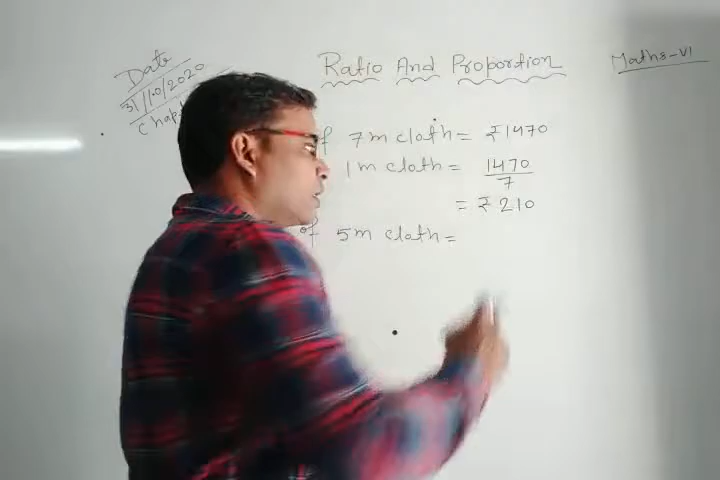 Date
31/10/2020
Ratio And Proportion
Maths-VI
of 7m cloth = ₹1470
1m cloth = 1470
7
= ₹210
of 5m cloth =